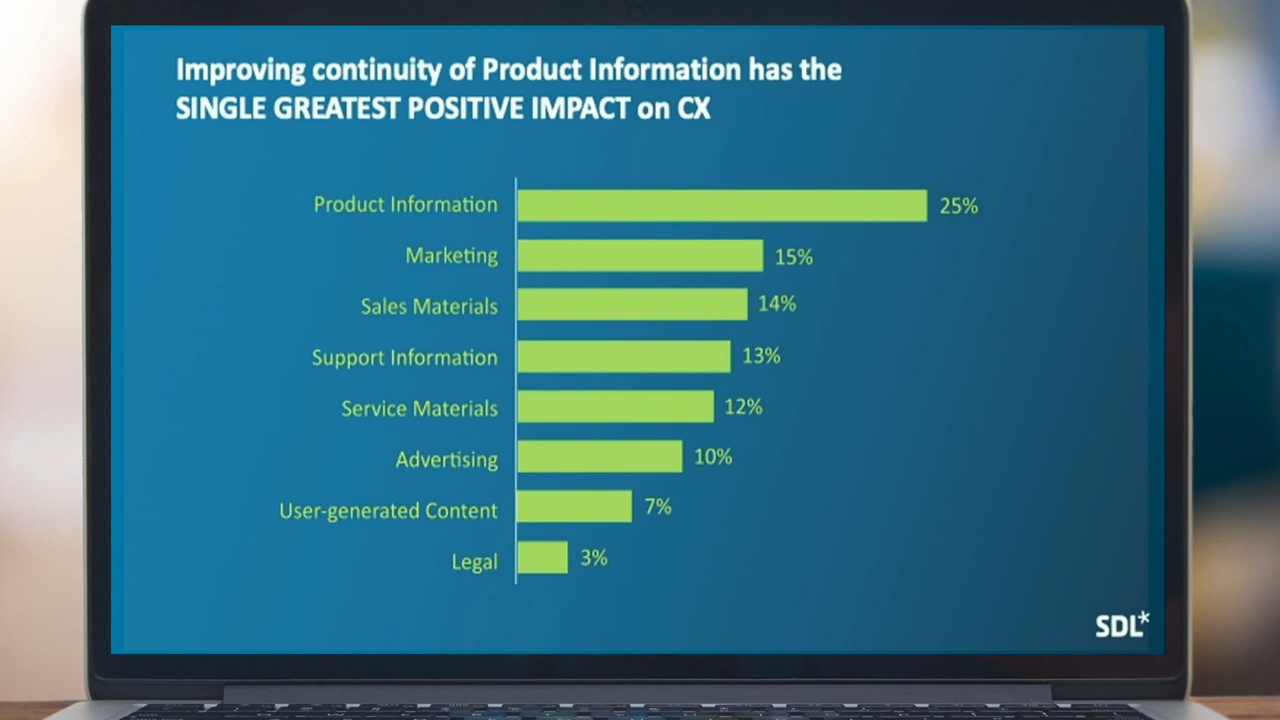 Improving continuity of Product Information has the
SINGLE GREATEST POSITIVE IMPACT on CX
Product Information 25%
Marketing 15%
Sales Materials 14%
Support Information 13%
Service Materials 12%
Advertising 10%
User-generated Content 7%
Legal 3%
SDL*